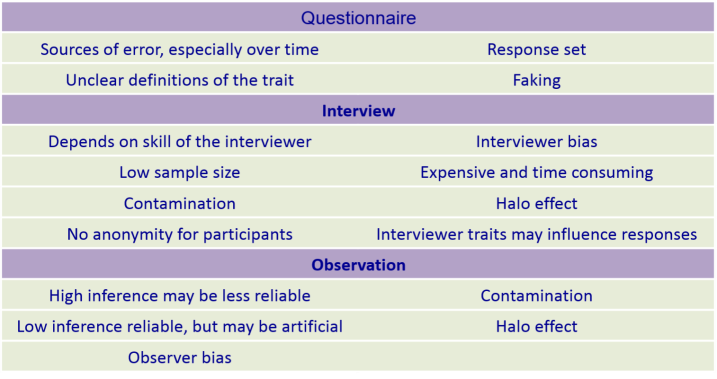 Questionnaire
Sources of error, especially over time Response set
Unclear definitions of the trait Faking
Interview
Depends on skill of the interviewer Interviewer bias
Low sample size Expensive and time consuming
Contamination Halo effect
No anonymity for participants Interviewer traits may influence responses
Observation
High inference may be less reliable Contamination
Low inference reliable, but may be artificial Halo effect
Observer bias